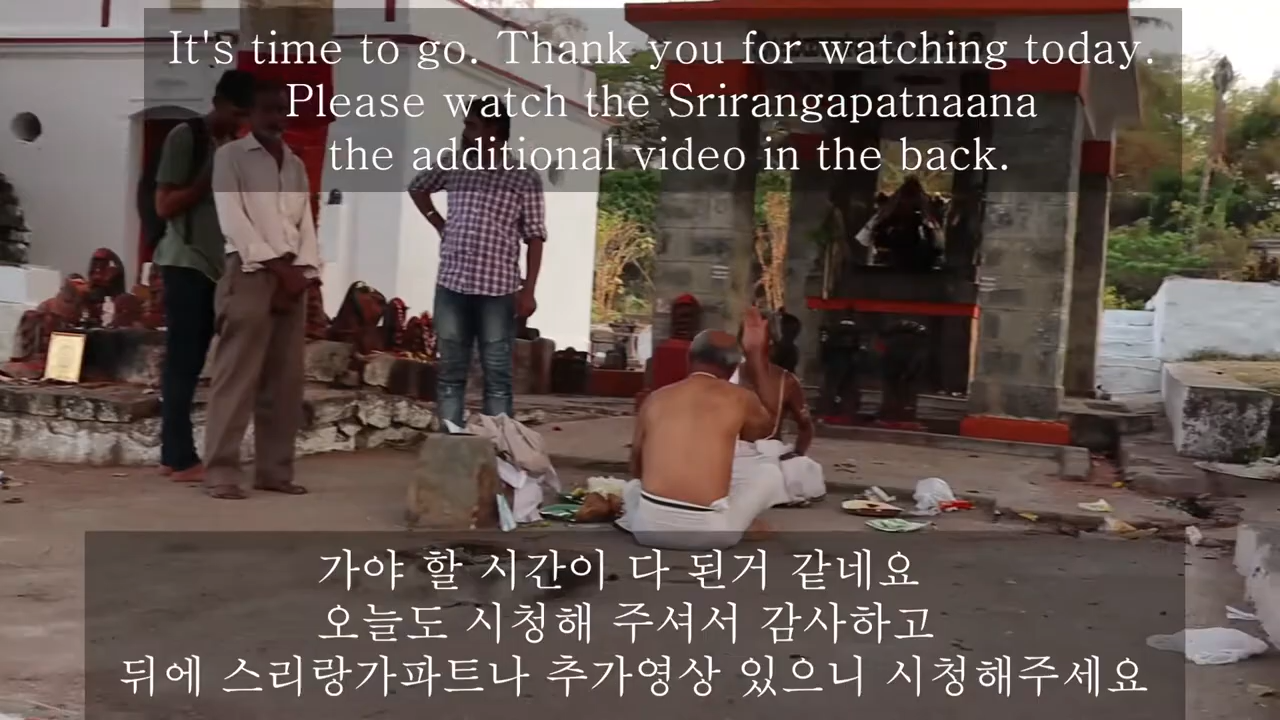 It's time to go. Thank you for watching today.
Please watch the Srirangapatnaana
the additional video in the back.
가야 할 시간이 다 된거 같네요
오늘도 시청해 주셔서 감사하고
뒤에 스리랑가파트나 추가영상 있으니 시청해주세요